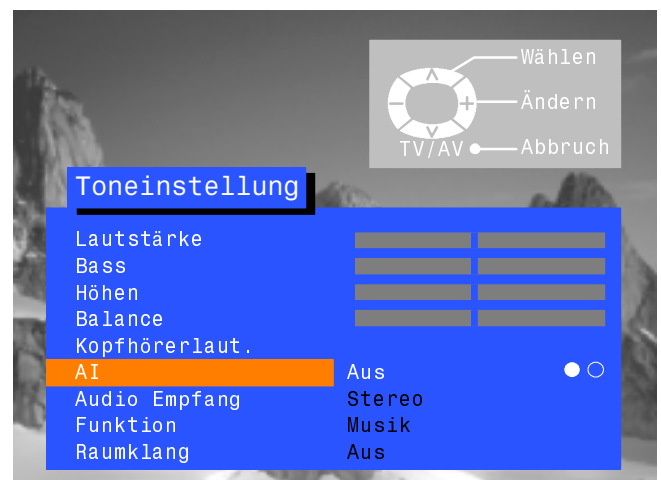 Wählen
Ändern
TV/AV Abbruch
Toneinstellung
Lautstärke
Bass
Höhen
Balance
Kopfhörerlaut.
AI Aus
Audio Empfang Stereo
Funktion Musik
Raumklang Aus